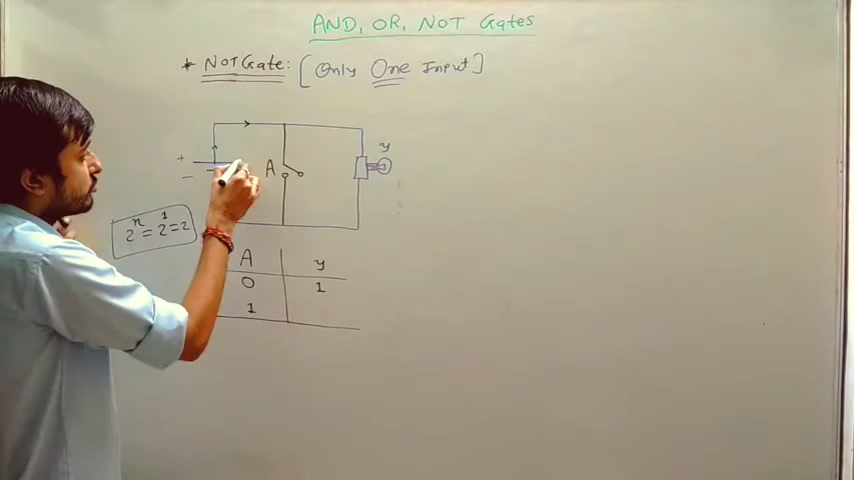 AND, OR, NOT Gates
* NOT Gate: [Only One Input]
y
+
A
-
2^n = 2^1 = 2
A y
0 1
1